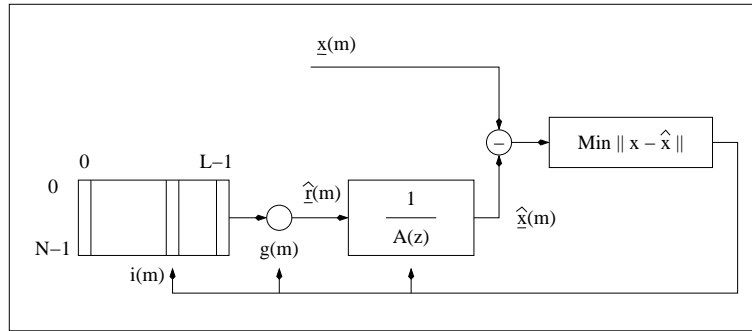 x(m)
−
Min || x − x̂ ||
0 L−1
0
N−1
i(m)
g(m)
r̂(m)
1
A(z)
x̂(m)